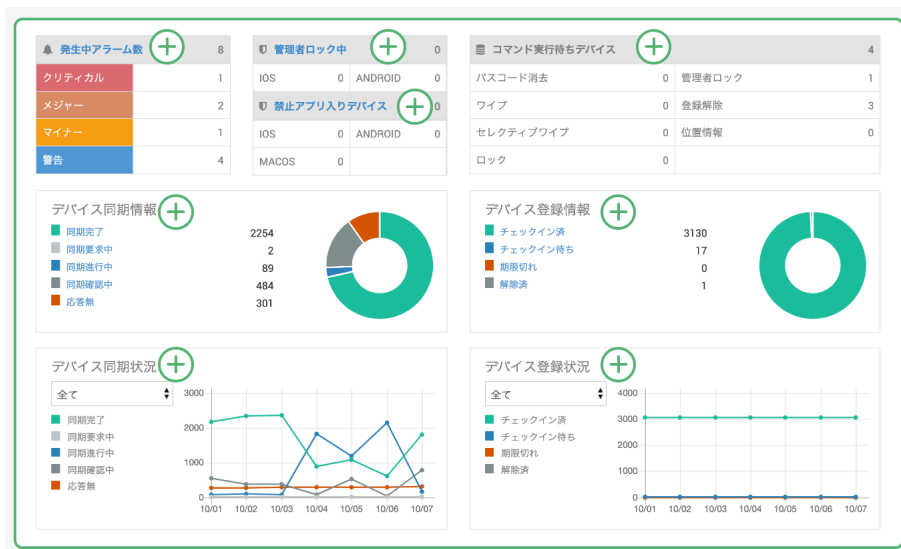 発生中アラーム数 8
クリティカル 1
メジャー 2
マイナー 1
警告 4
管理者ロック中 0
IOS 0 ANDROID 0
禁止アプリ入りデバイス 0
IOS 0 ANDROID 0
MACOS 0
コマンド実行待ちデバイス 4
パスコード消去 0 管理者ロック 1
ワイプ 0 登録解除 3
セレクティブワイプ 0 位置情報 0
ロック 0
デバイス同期情報
同期完了 2254
同期要求中 2
同期進行中 89
同期確認中 484
応答無 301
デバイス登録情報
チェックイン済 3130
チェックイン待ち 17
期限切れ 0
解除済 1
デバイス同期状況
全て
同期完了
同期要求中
同期進行中
同期確認中
応答無
3000
2000
1000
0
10/01 10/02 10/03 10/04 10/05 10/06 10/07
デバイス登録状況
全て
チェックイン済
チェックイン待ち
期限切れ
解除済
4000
3000
2000
1000
0
10/01 10/02 10/03 10/04 10/05 10/06 10/07